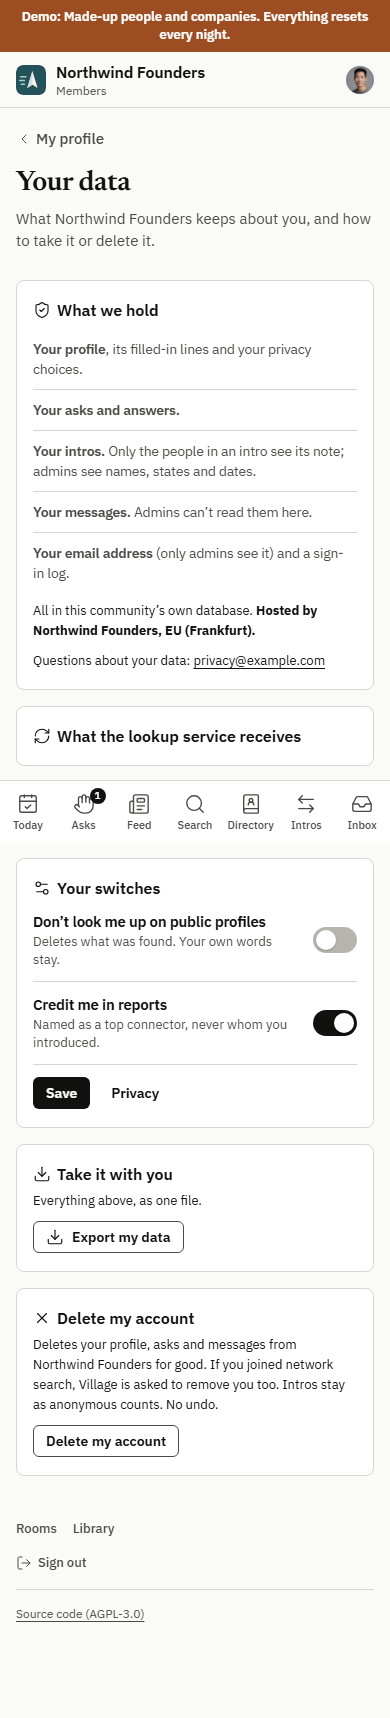 Demo: Made-up people and companies. Everything resets
every night.
Northwind Founders
Members
My profile
Your data
What Northwind Founders keeps about you, and how
to take it or delete it.
What we hold
Your profile, its filled-in lines and your privacy
choices.
Your asks and answers.
Your intros. Only the people in an intro see its note;
admins see names, states and dates.
Your messages. Admins can’t read them here.
Your email address (only admins see it) and a sign-
in log.
All in this community’s own database. Hosted by
Northwind Founders, EU (Frankfurt).
Questions about your data: privacy@example.com
What the lookup service receives
1
Today Asks Feed Search Directory Intros Inbox
Your switches
Don’t look me up on public profiles
Deletes what was found. Your own words
stay.
Credit me in reports
Named as a top connector, never whom you
introduced.
Save Privacy
Take it with you
Everything above, as one file.
Export my data
Delete my account
Deletes your profile, asks and messages from
Northwind Founders for good. If you joined network
search, Village is asked to remove you too. Intros stay
as anonymous counts. No undo.
Delete my account
Rooms Library
Sign out
Source code (AGPL-3.0)